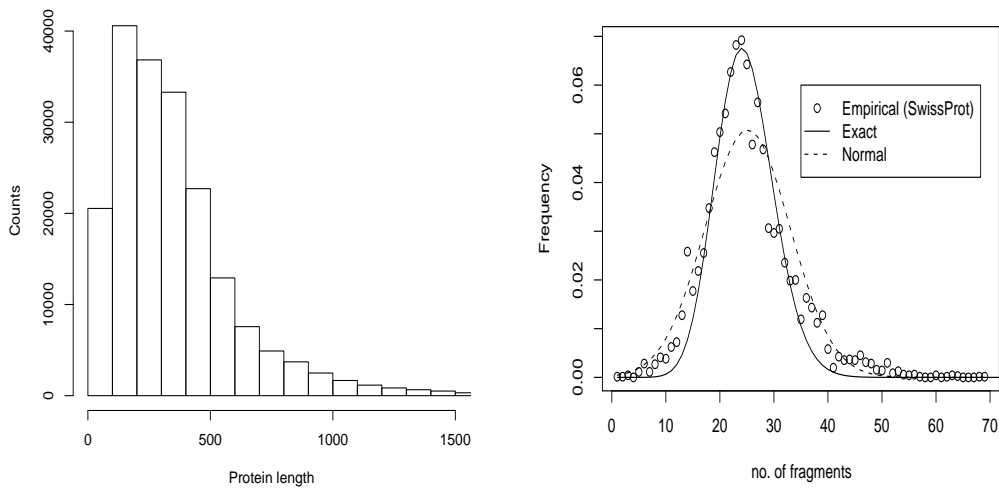 Counts
0
10000
20000
30000
40000
0 500 1000 1500
Protein length
Frequency
0.00
0.02
0.04
0.06
Empirical (SwissProt)
Exact
Normal
0 10 20 30 40 50 60 70
no. of fragments